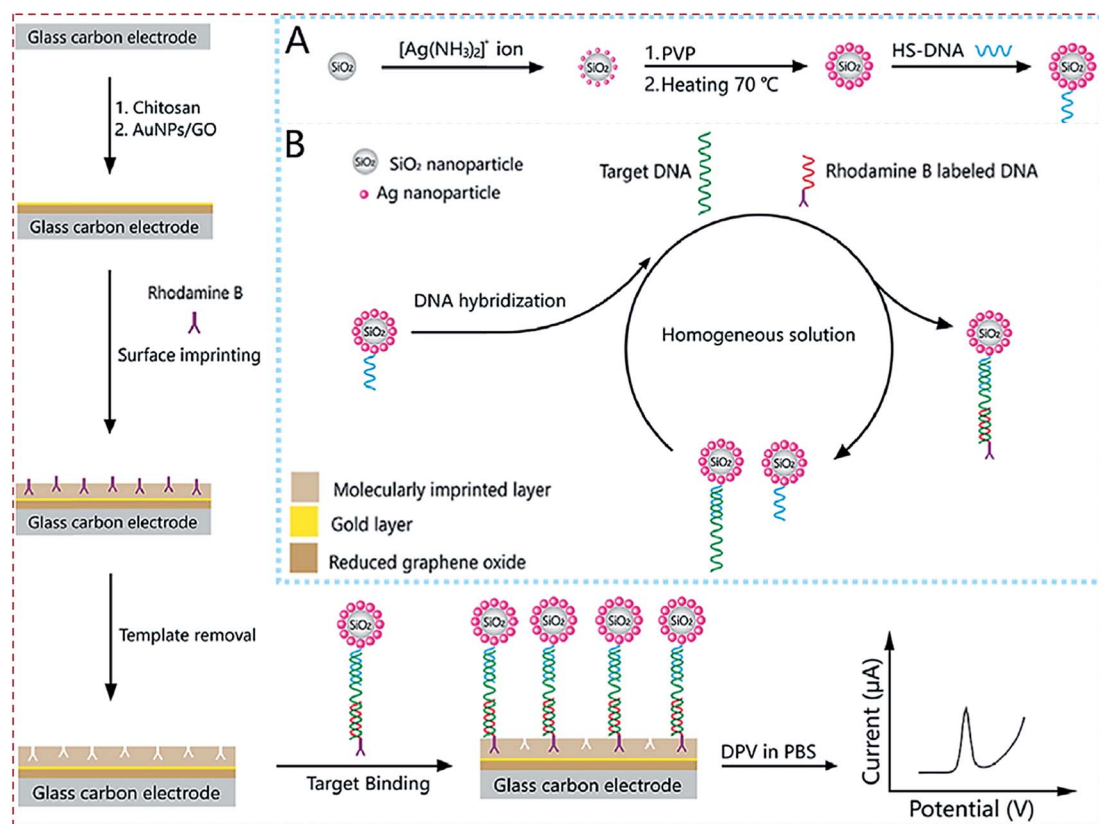 Glass carbon electrode
1. Chitosan
2. AuNPs/GO
Glass carbon electrode
Rhodamine B
Surface imprinting
Glass carbon electrode
Template removal
Glass carbon electrode
A
SiO₂
[Ag(NH₃)₂]⁺ ion
SiO₂
1.PVP
2.Heating 70 ℃
SiO₂
HS-DNA
SiO₂
B
SiO₂
SiO₂ nanoparticle
Ag nanoparticle
Target DNA
Rhodamine B labeled DNA
DNA hybridization
SiO₂
Homogeneous solution
SiO₂
SiO₂
SiO₂
Molecularly imprinted layer
Gold layer
Reduced graphene oxide
SiO₂
Target Binding
SiO₂
SiO₂
SiO₂
SiO₂
Glass carbon electrode
DPV in PBS
Current (μA)
Potential (V)